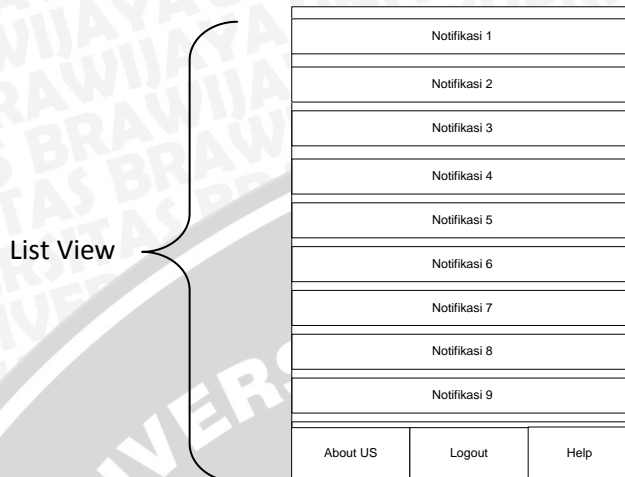 Notifikasi 1
Notifikasi 2
Notifikasi 3
Notifikasi 4
List View
Notifikasi 5
Notifikasi 6
Notifikasi 7
Notifikasi 8
Notifikasi 9
About US Logout Help